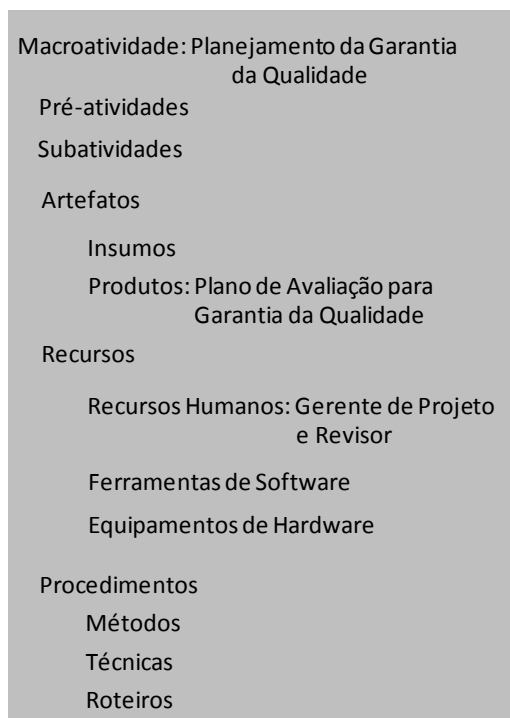 Macroatividade: Planejamento da Garantia
da Qualidade
Pré-atividades
Subatividades
Artefatos
Insumos
Produtos: Plano de Avaliação para
Garantia da Qualidade
Recursos
Recursos Humanos: Gerente de Projeto
e Revisor
Ferramentas de Software
Equipamentos de Hardware
Procedimentos
Métodos
Técnicas
Roteiros